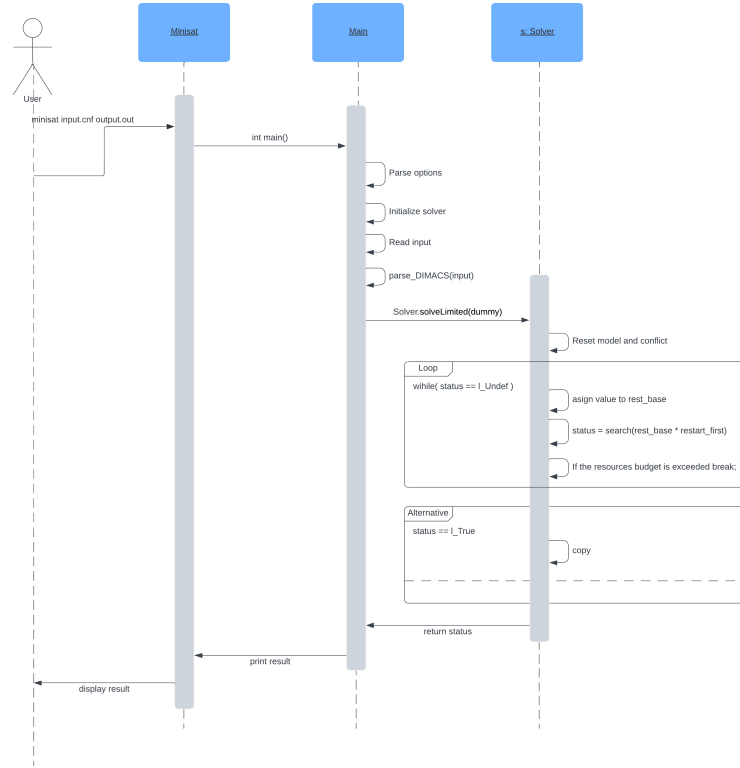 Minisat
Main
s: Solver
User
minisat input.cnf output.out
int main()
Parse options
Initialize solver
Read input
parse_DIMACS(input)
Solver.solveLimited(dummy)
Reset model and conflict
Loop
wihile( status == l_Undef )
asign value to rest_base
status = search(rest_base * restart_first)
If the resources budget is exceeded break;
Alternative
status == l_True
copy
return status
print result
display result